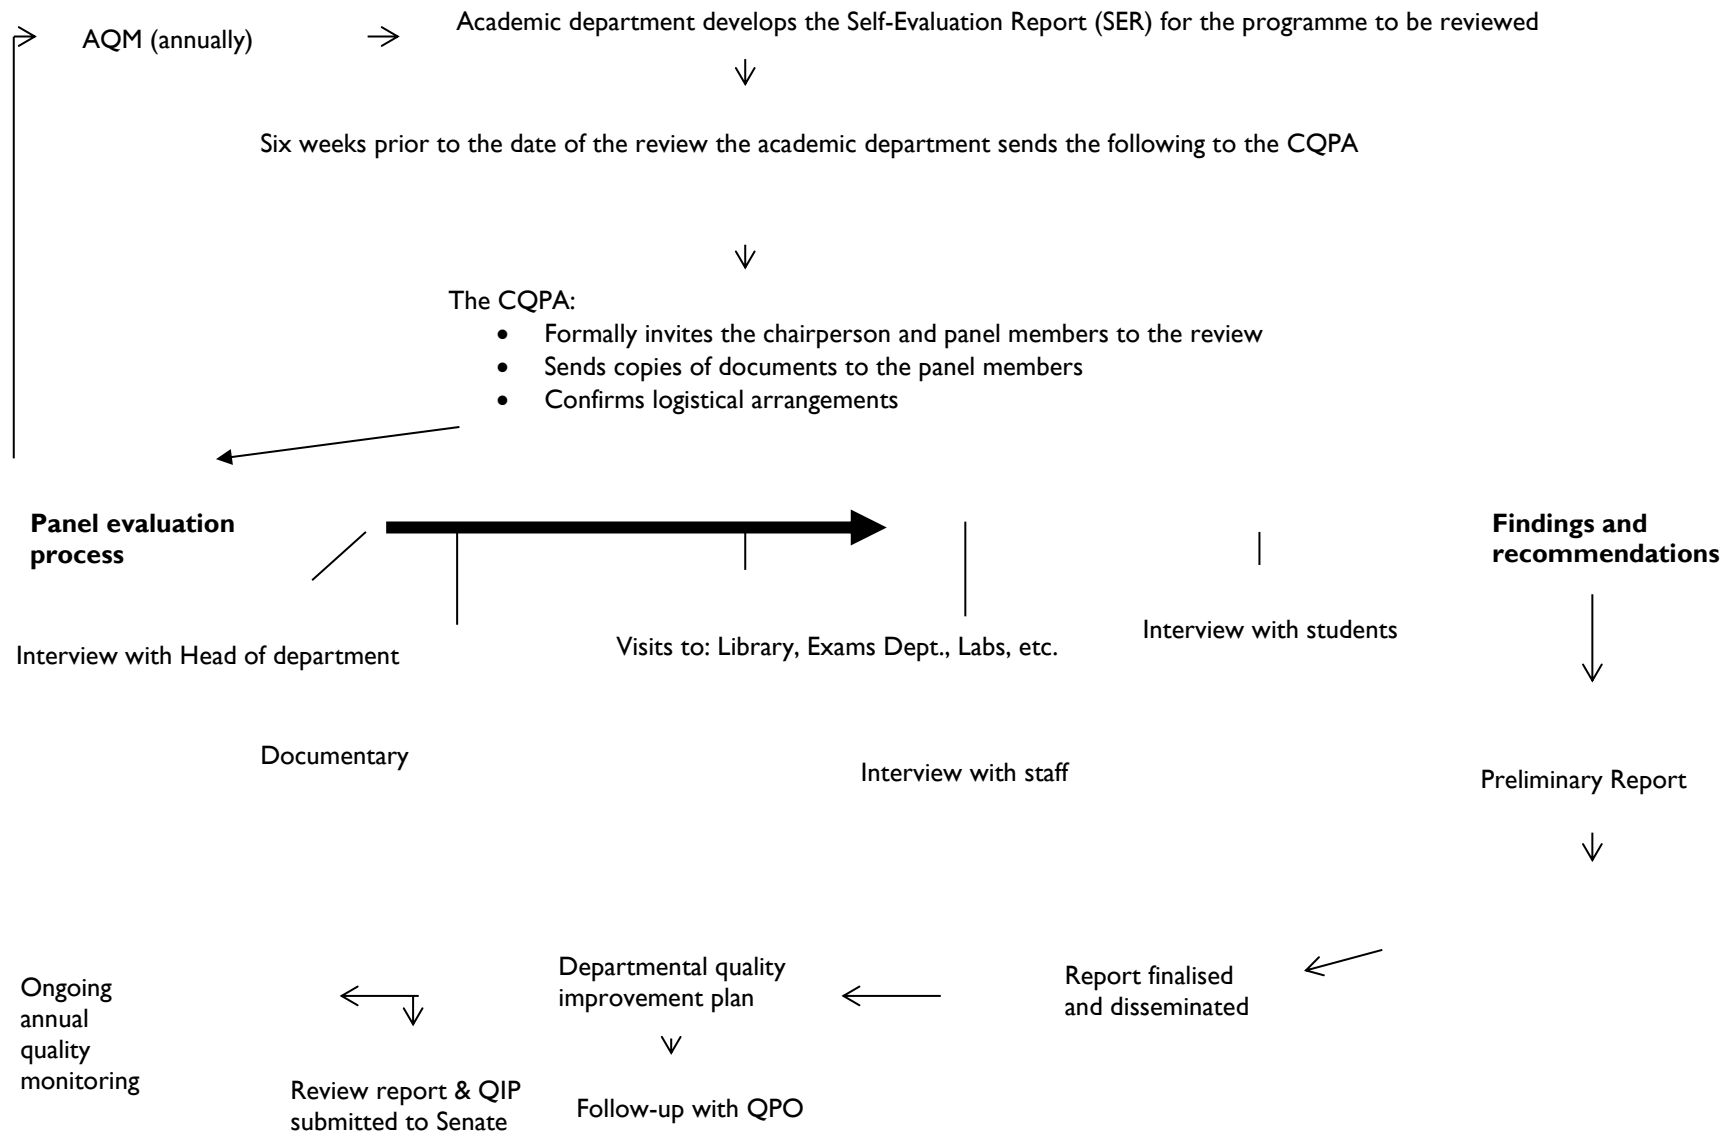 AQM (annually)
Academic department develops the Self-Evaluation Report (SER) for the programme to be reviewed
Six weeks prior to the date of the review the academic department sends the following to the CQPA
The CQPA:
• Formally invites the chairperson and panel members to the review
• Sends copies of documents to the panel members
• Confirms logistical arrangements
Panel evaluation
process
Findings and
recommendations
Interview with Head of department
Visits to: Library, Exams Dept., Labs, etc.
Interview with students
Documentary
Interview with staff
Preliminary Report
Ongoing
annual
quality
monitoring
Departmental quality
improvement plan
Report finalised
and disseminated
Review report & QIP
submitted to Senate
Follow-up with QPO